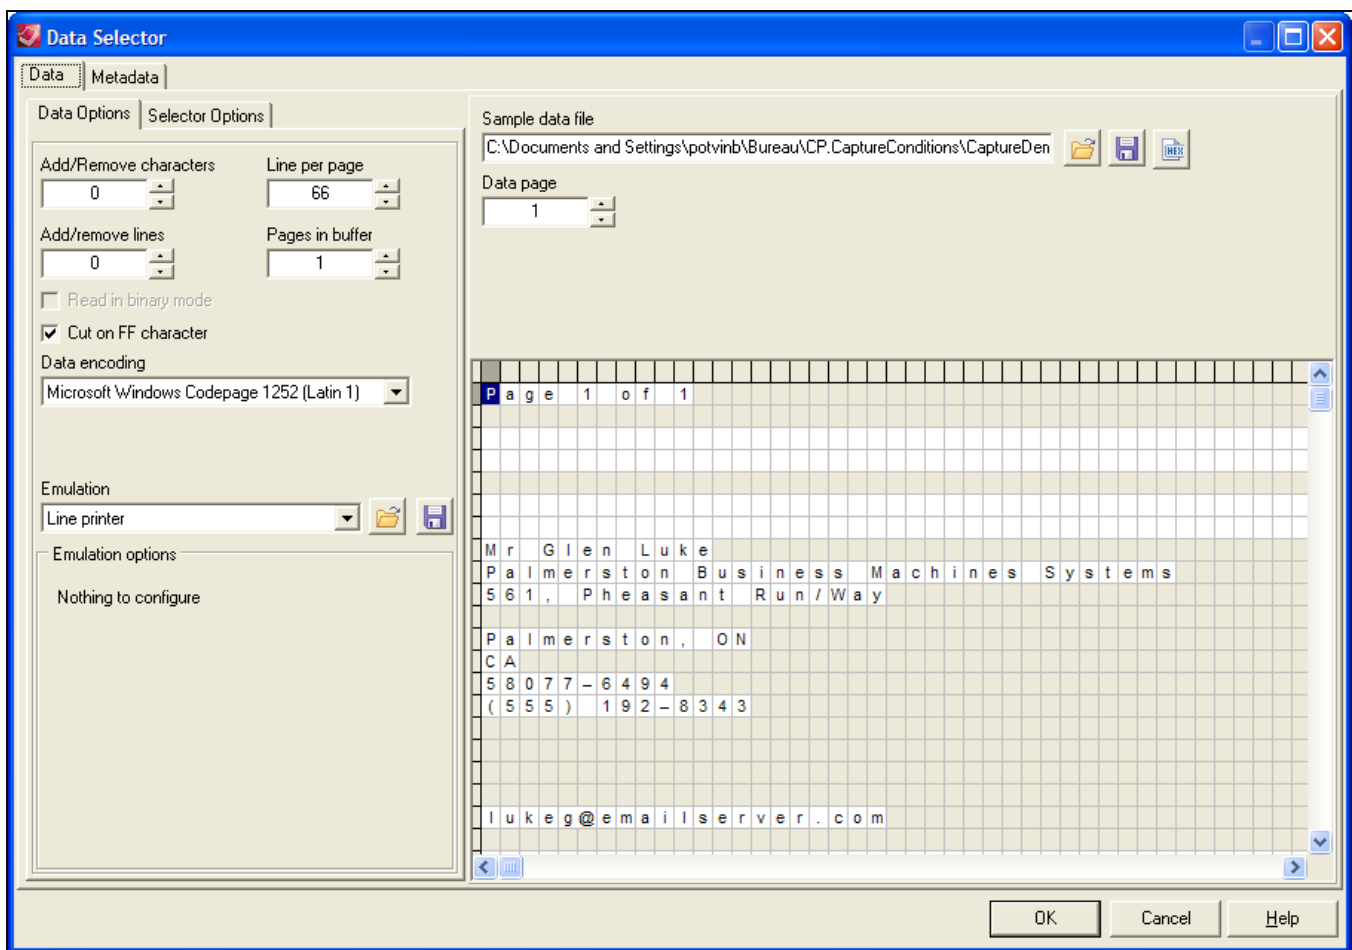 Data Selector
Data Metadata
Data Options Selector Options
Add/Remove characters Line per page
0 66
Add/remove lines Pages in buffer
0 1
Read in binary mode
Cut on FF character
Data encoding
Microsoft Windows Codepage 1252 (Latin 1)
Emulation
Line printer
Emulation options
Nothing to configure
Sample data file
C:\Documents and Settings\potvinb\Bureau\CP.CaptureConditions\CaptureDen
HEX
Data page
1
Page 1 of 1
Mr Glen Luke
Palmerston Business Machines Systems
561, Pheasant Run/Way
Palmerston, ON
CA
58077-6494
(555) 192-8343
lukeg@emailserver.com
OK Cancel Help